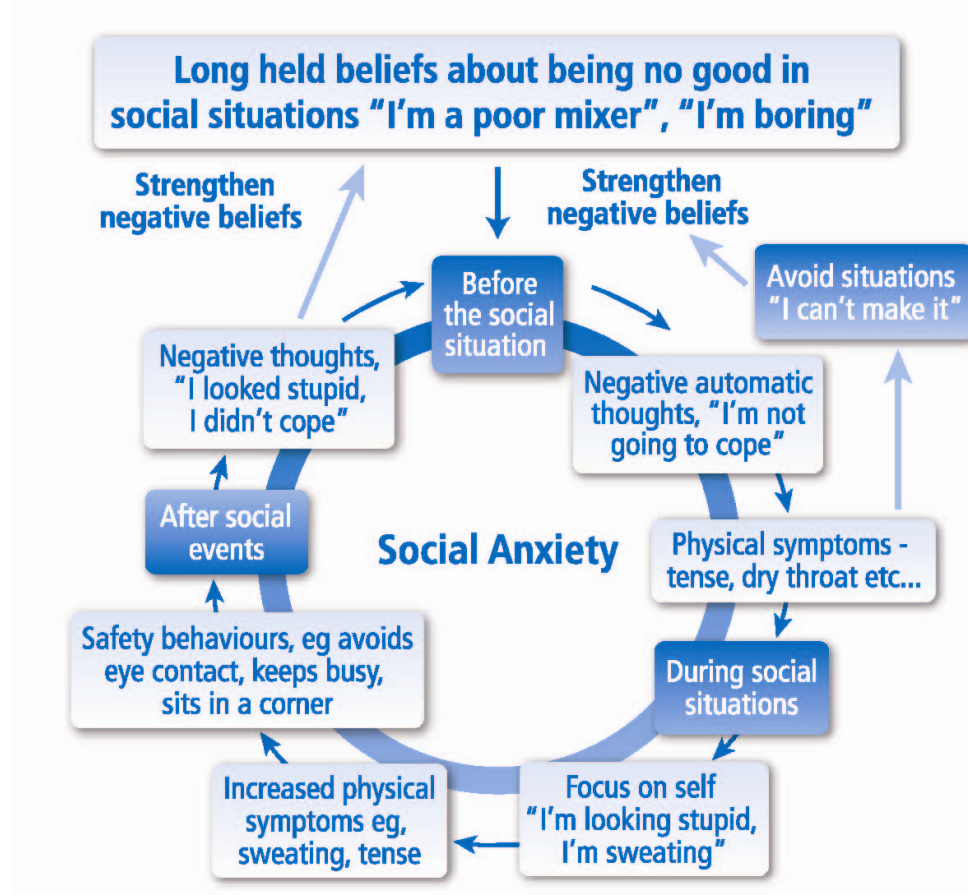 Long held beliefs about being no good in
social situations “I’m a poor mixer”, “I’m boring”
Strengthen
negative beliefs
Strengthen
negative beliefs
Before
the social
situation
Avoid situations
“I can’t make it”
Negative thoughts,
“I looked stupid,
I didn’t cope”
Negative automatic
thoughts, “I’m not
going to cope”
After social
events
Social Anxiety
Physical symptoms -
tense, dry throat etc...
Safety behaviours, eg avoids
eye contact, keeps busy,
sits in a corner
During social
situations
Increased physical
symptoms eg,
sweating, tense
Focus on self
“I’m looking stupid,
I’m sweating”